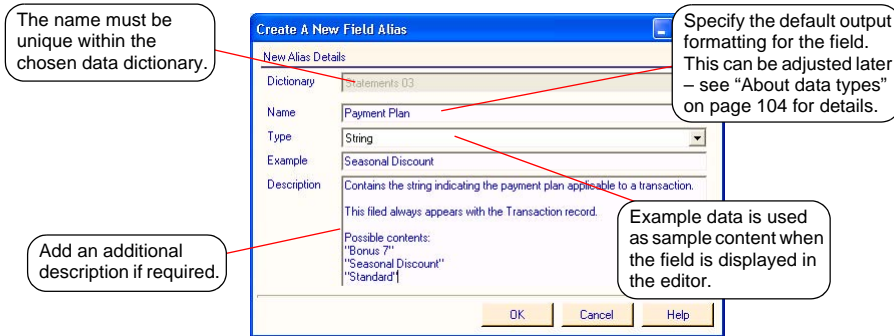 The name must be
unique within the
chosen data dictionary.
Create A New Field Alias
Specify the default output
formatting for the field.
This can be adjusted later
– see “About data types”
on page 104 for details.
New Alias Details
Dictionary
Statements 03
Name
Payment Plan
Type
String
Example
Seasonal Discount
Description
Contains the string indicating the payment plan applicable to a transaction.
This filed always appears with the Transaction record.
Possible contents:
"Bonus 7"
"Seasonal Discount"
"Standard"
Add an additional
description if required.
Example data is used
as sample content when
the field is displayed in
the editor.
OK
Cancel
Help